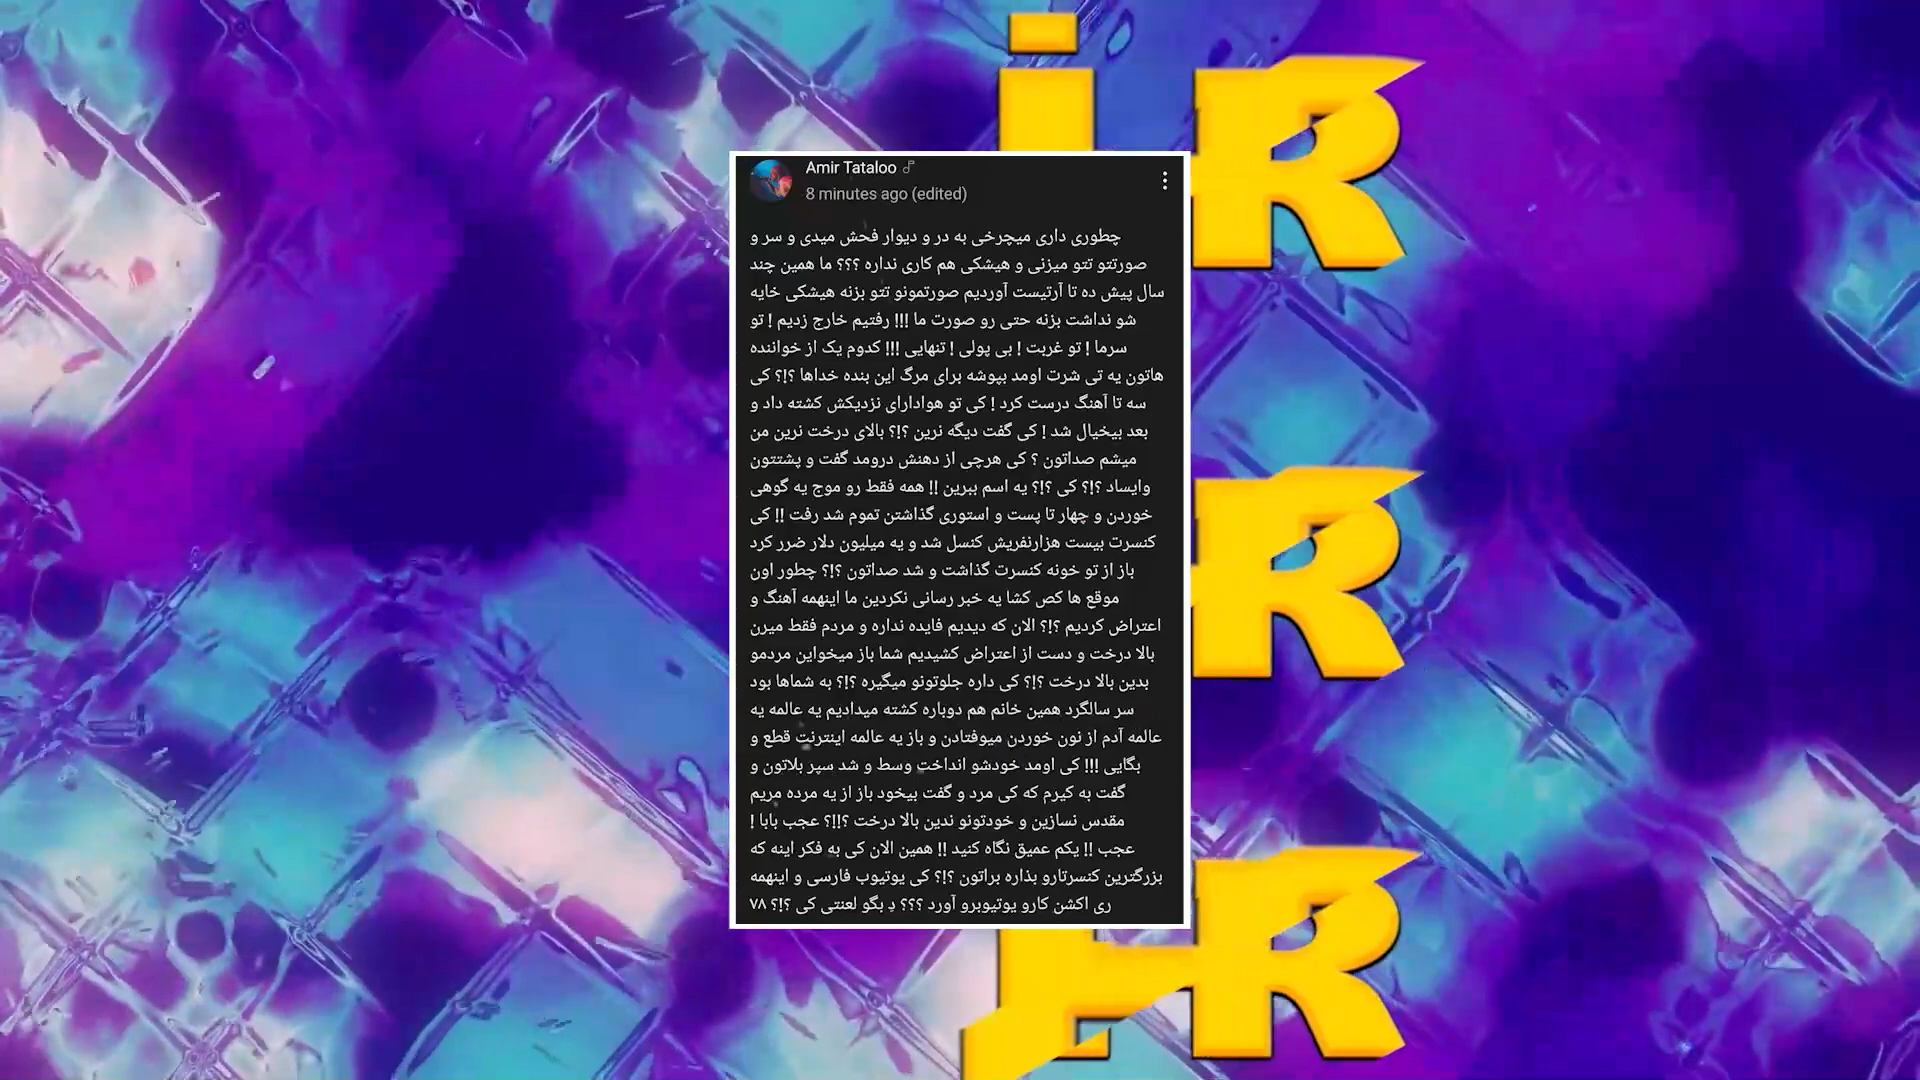 iR
Amir Tataloo
8 minutes ago (edited)
چطوری داری میچرخی به در و دیوار فحش میدی و سر و
صورتتو تتو میزنی و هیشکی هم کاری نداره ؟؟؟ ما همین چند
سال پیش ده تا آرتیست آوردیم صورتمونو تتو بزنه هیشکی خایه
شو نداشت بزنه حتی رو صورت ما !!! رفتیم خارج زدیم ! تو
سرما ! تو غربت ! بی پولی ! تنهایی !!! کدوم یک از خواننده
هاتون یه تی شرت اومد بپوشه برای مرگ این بنده خداها ؟!؟ کی
سه تا آهنگ درست کرد ! کی تو هوادارای نزدیکش کشته داد و
بعد بیخیال شد ! کی گفت دیگه نرین ؟!؟ بالای درخت نرین من
میشم صداتون ؟ کی هرچی از دهنش درومد گفت و پشتتون
وایساد ؟!؟ کی ؟!؟ یه اسم ببرین !! همه فقط رو موج یه گوهی
خوردن و چهار تا پست و استوری گذاشتن تموم شد رفت !! کی
کنسرت بیست هزارنفریش کنسل شد و یه میلیون دلار ضرر کرد
باز از تو خونه کنسرت گذاشت و شد صداتون ؟!؟ چطور اون
موقع ها کص کشا یه خبر رسانی نکردین ما اینهمه آهنگ و
اعتراض کردیم ؟!؟ الان که دیدیم فایده نداره و مردم فقط میرن
بالا درخت و دست از اعتراض کشیدیم شما باز میخواین مردمو
بدین بالا درخت ؟!؟ کی داره جلوتونو میگیره ؟!؟ به شماها بود
سر سالگرد همین خانم هم دوباره کشته میدادیم یه عالمه یه
عالمه آدم از نون خوردن میوفتادن و باز یه عالمه اینترنت قطع و
بگایی !!! کی اومد خودشو انداخت وسط و شد سپر بلاتون و
گفت به کیرم که کی مرد و گفت بیخود باز از یه مرده مریم
مقدس نسازین و خودتونو ندین بالا درخت ؟!!؟ عجب بابا !
عجب !! یکم عمیق نگاه کنید !! همین الان کی به فکر اینه که
بزرگترین کنسرتارو بذاره براتون ؟!؟ کی یوتیوب فارسی و اینهمه
ری اکشن کارو یوتیوبرو آورد ؟؟؟ دِ بگو لعنتی کی ؟!؟ ۷۸
R
R